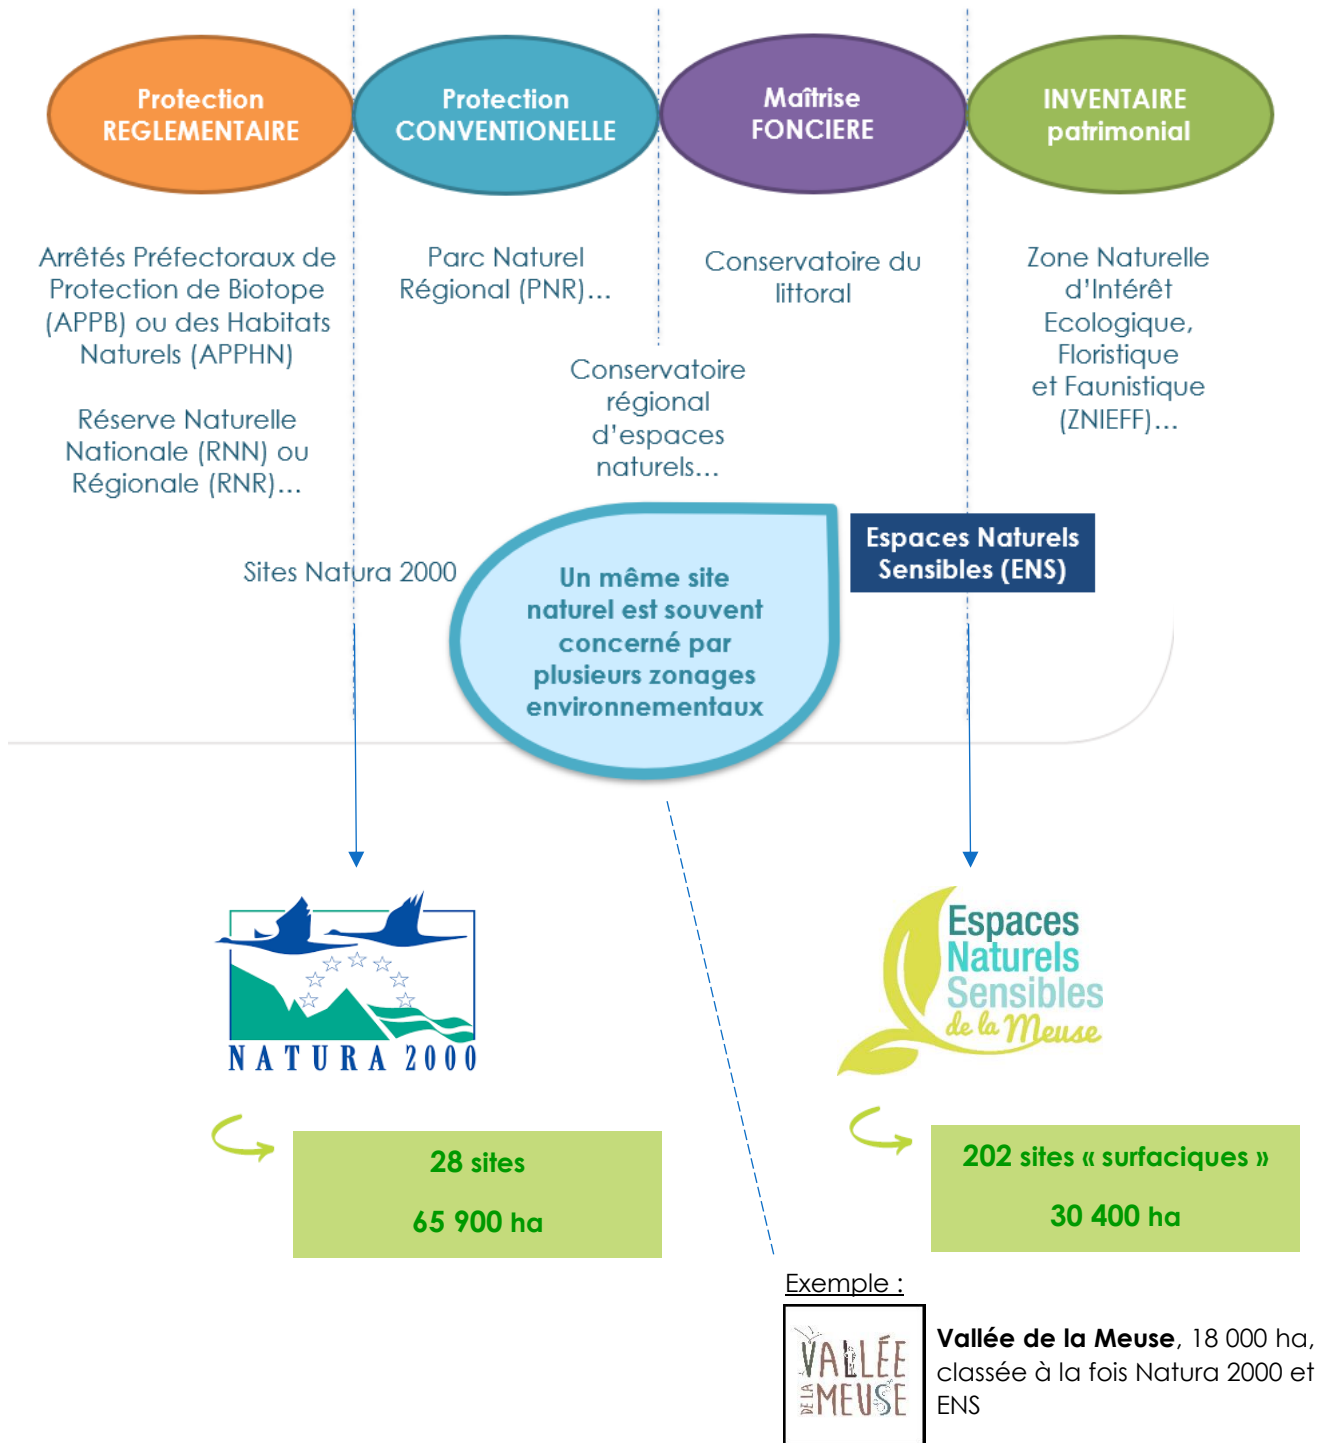 Protection
REGLEMENTAIRE
Protection
CONVENTIONELLE
Maîtrise
FONCIERE
INVENTAIRE
patrimonial
Arrêtés Préfectoraux de
Protection de Biotope
(APPB) ou des Habitats
Naturels (APPHN)
Réserve Naturelle
Nationale (RNN) ou
Régionale (RNR)...
Parc Naturel
Régional (PNR)...
Conservatoire du
littoral
Conservatoire
régional
d'espaces
naturels...
Zone Naturelle
d'Intérêt
Ecologique,
Floristique
et Faunistique
(ZNIEFF)...
Sites Natura 2000
Un même site
naturel est souvent
concerné par
plusieurs zonages
environnementaux
Espaces Naturels
Sensibles (ENS)
NATURA 2000
Espaces
Naturels
Sensibles
de la Meuse
28 sites
65 900 ha
202 sites « surfaciques »
30 400 ha
Exemple :
VALLÉE
DE LA MEUSE
Vallée de la Meuse, 18 000 ha,
classée à la fois Natura 2000 et
ENS